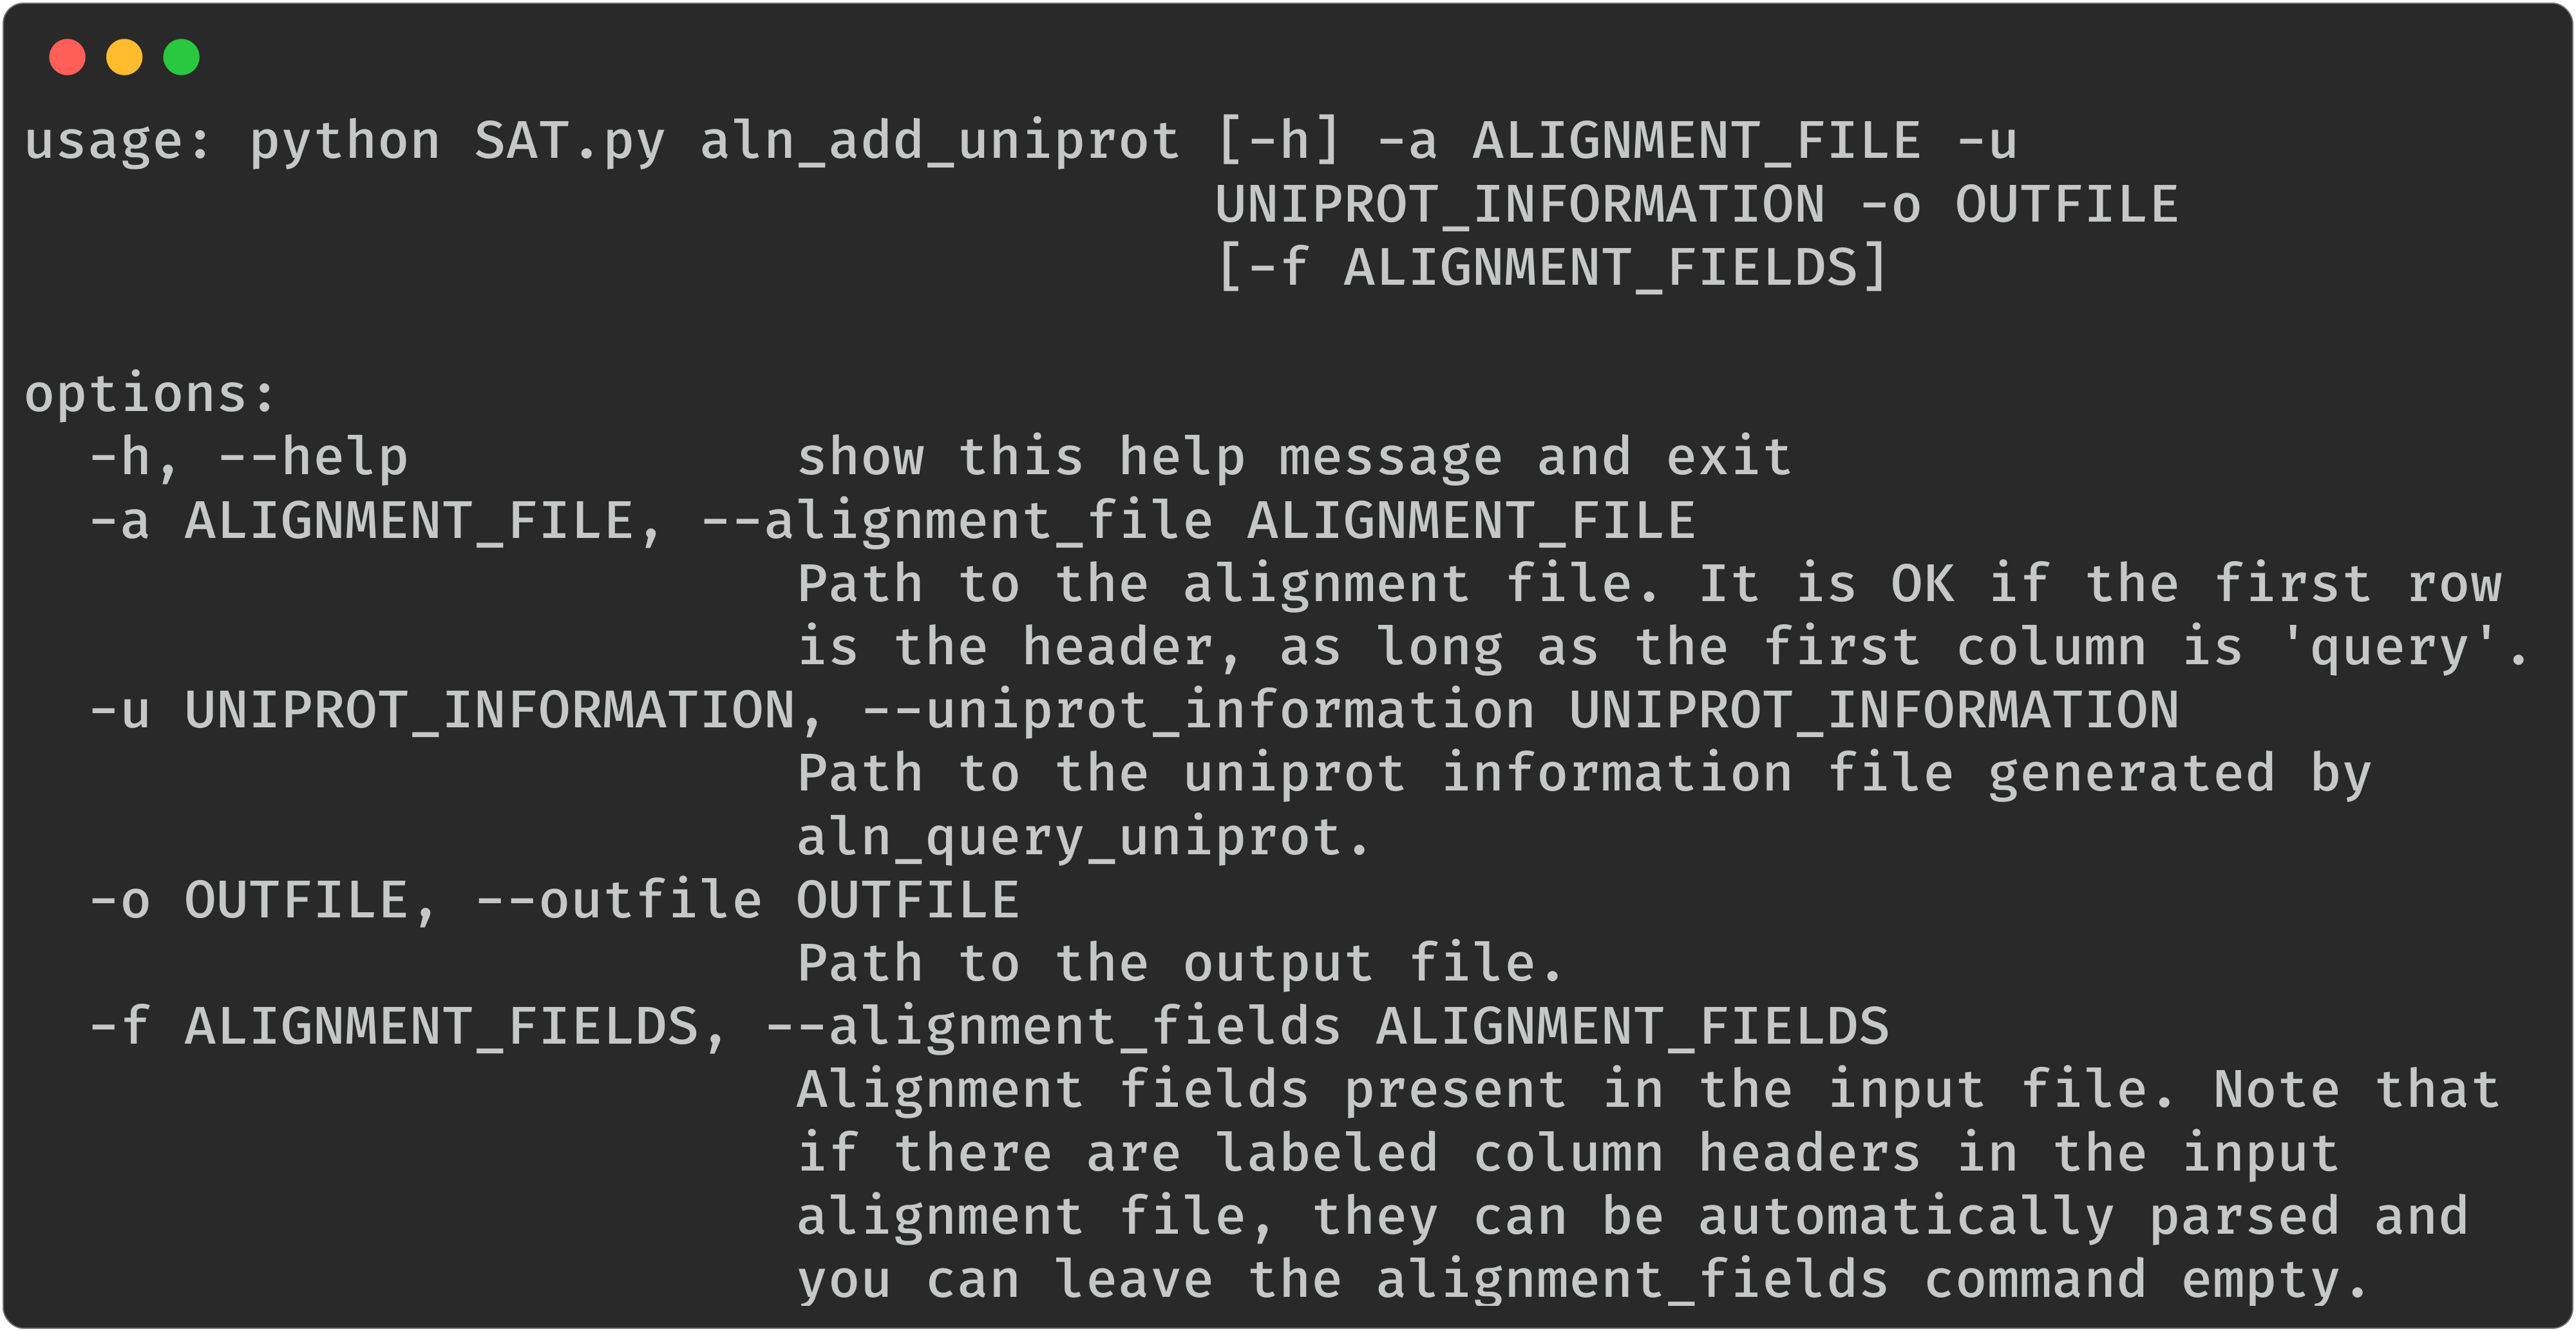 usage: python SAT.py aln_add_uniprot [-h] -a ALIGNMENT_FILE -u
UNIPROT_INFORMATION -o OUTFILE
[-f ALIGNMENT_FIELDS]
options:
-h, --help show this help message and exit
-a ALIGNMENT_FILE, --alignment_file ALIGNMENT_FILE
Path to the alignment file. It is OK if the first row
is the header, as long as the first column is 'query'.
-u UNIPROT_INFORMATION, --uniprot_information UNIPROT_INFORMATION
Path to the uniprot information file generated by
aln_query_uniprot.
-o OUTFILE, --outfile OUTFILE
Path to the output file.
-f ALIGNMENT_FIELDS, --alignment_fields ALIGNMENT_FIELDS
Alignment fields present in the input file. Note that
if there are labeled column headers in the input
alignment file, they can be automatically parsed and
you can leave the alignment_fields command empty.